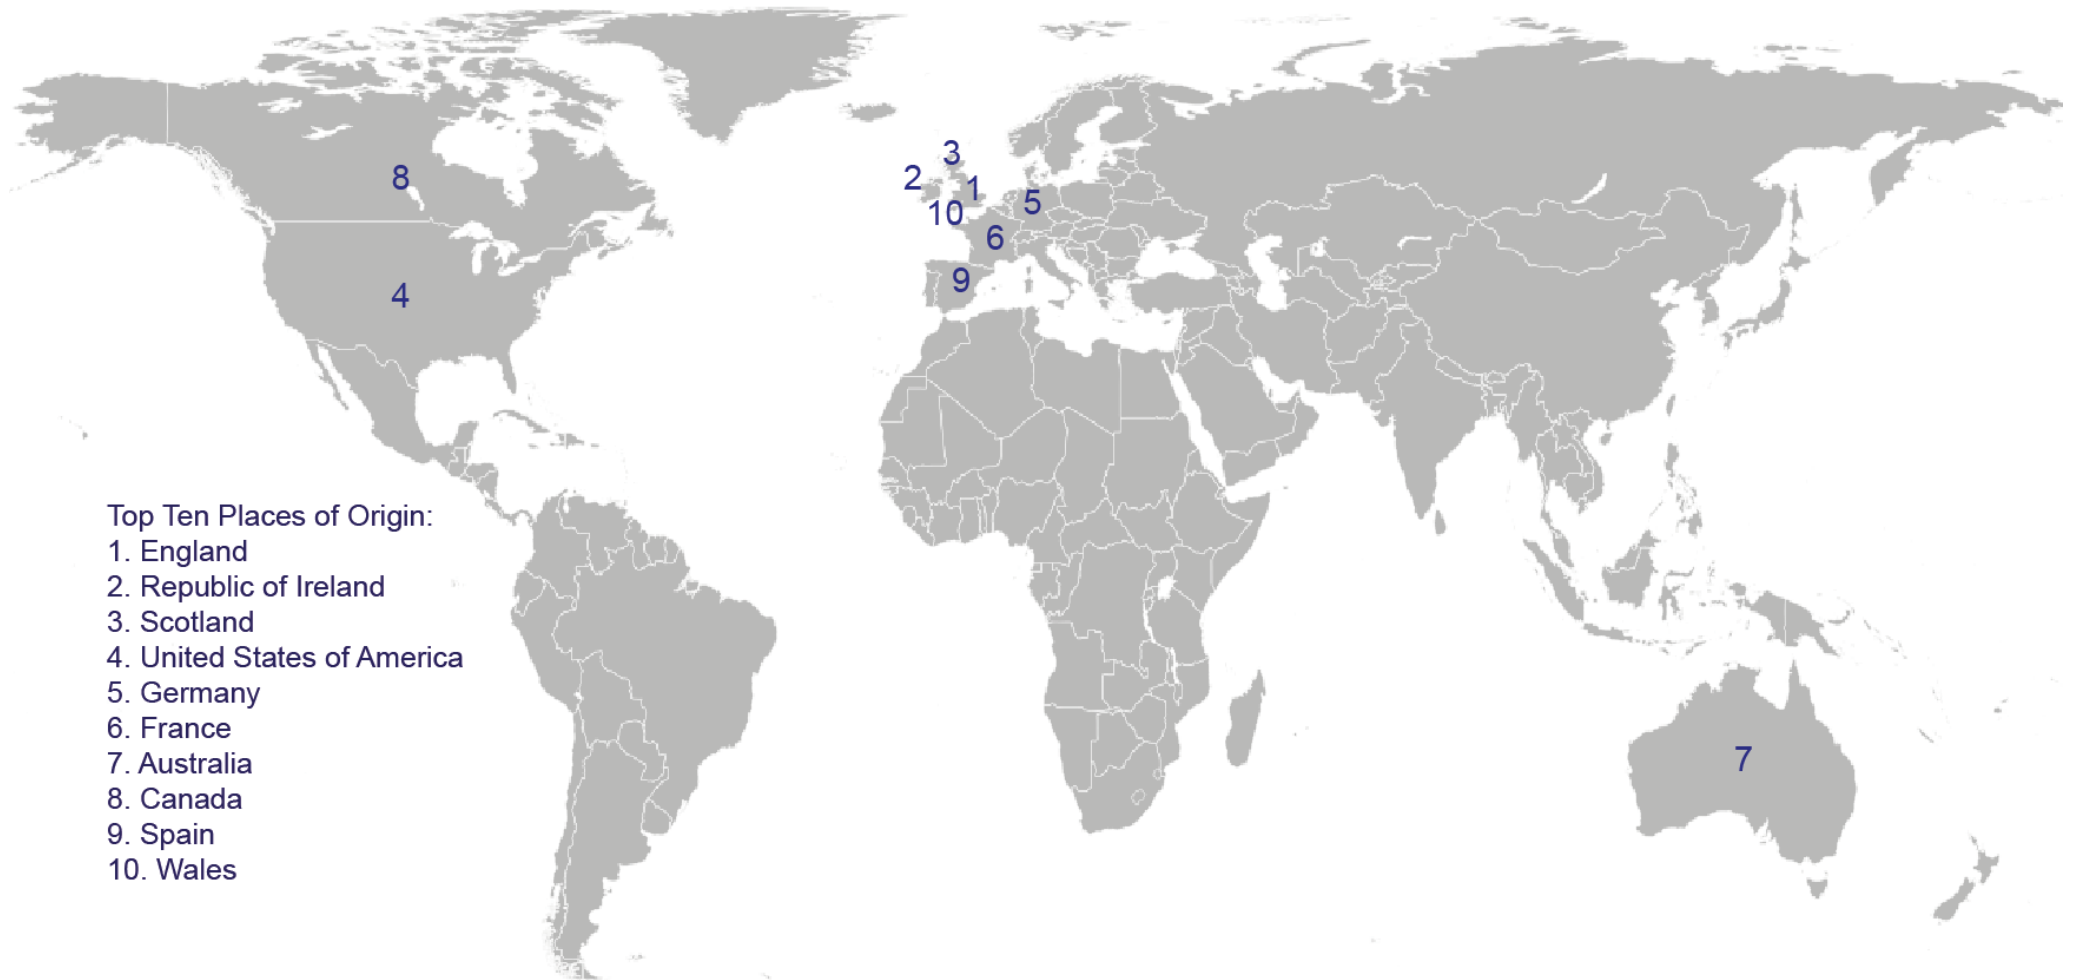 3
2
1
8
5
10
6
9
4
Top Ten Places of Origin:
1. England
2. Republic of Ireland
3. Scotland
4. United States of America
5. Germany
6. France
7. Australia
8. Canada
9. Spain
10. Wales
7